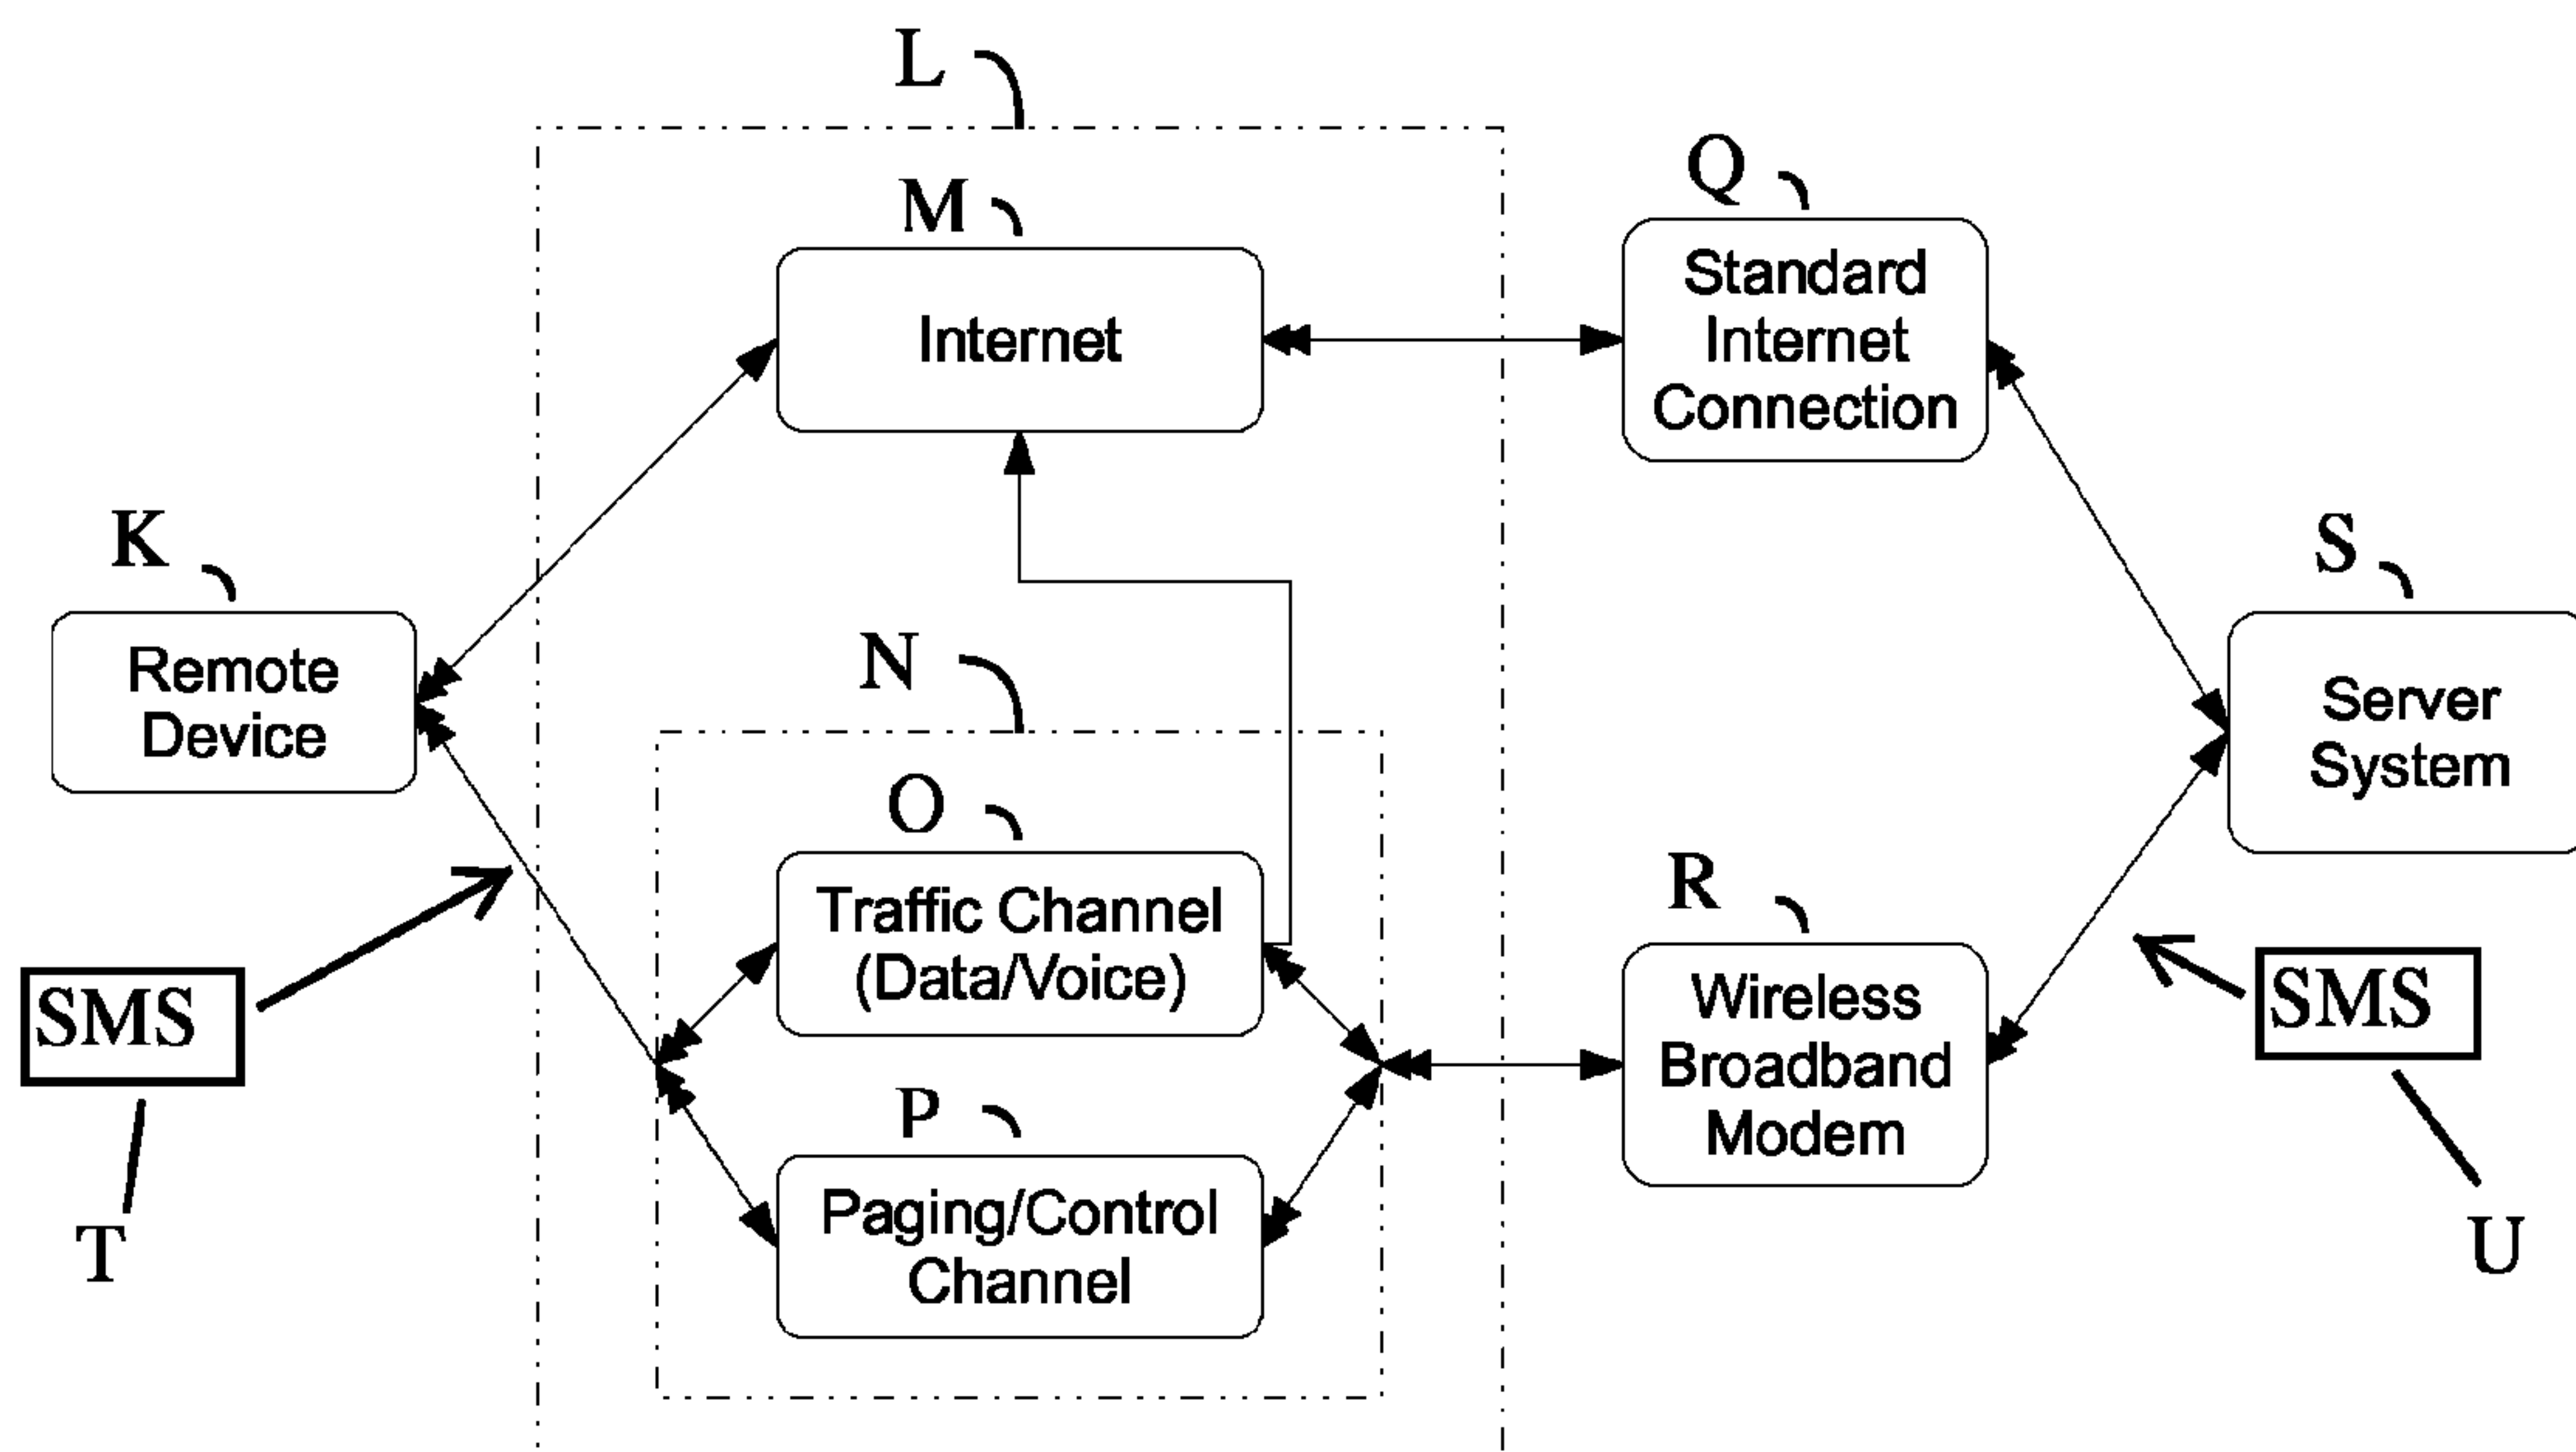 L
M
Internet
Q
Standard
Internet
Connection
K
Remote
Device
N
S
Server
System
O
Traffic Channel
(Data/Voice)
R
Wireless
Broadband
Modem
SMS
T
P
Paging/Control
Channel
SMS
U